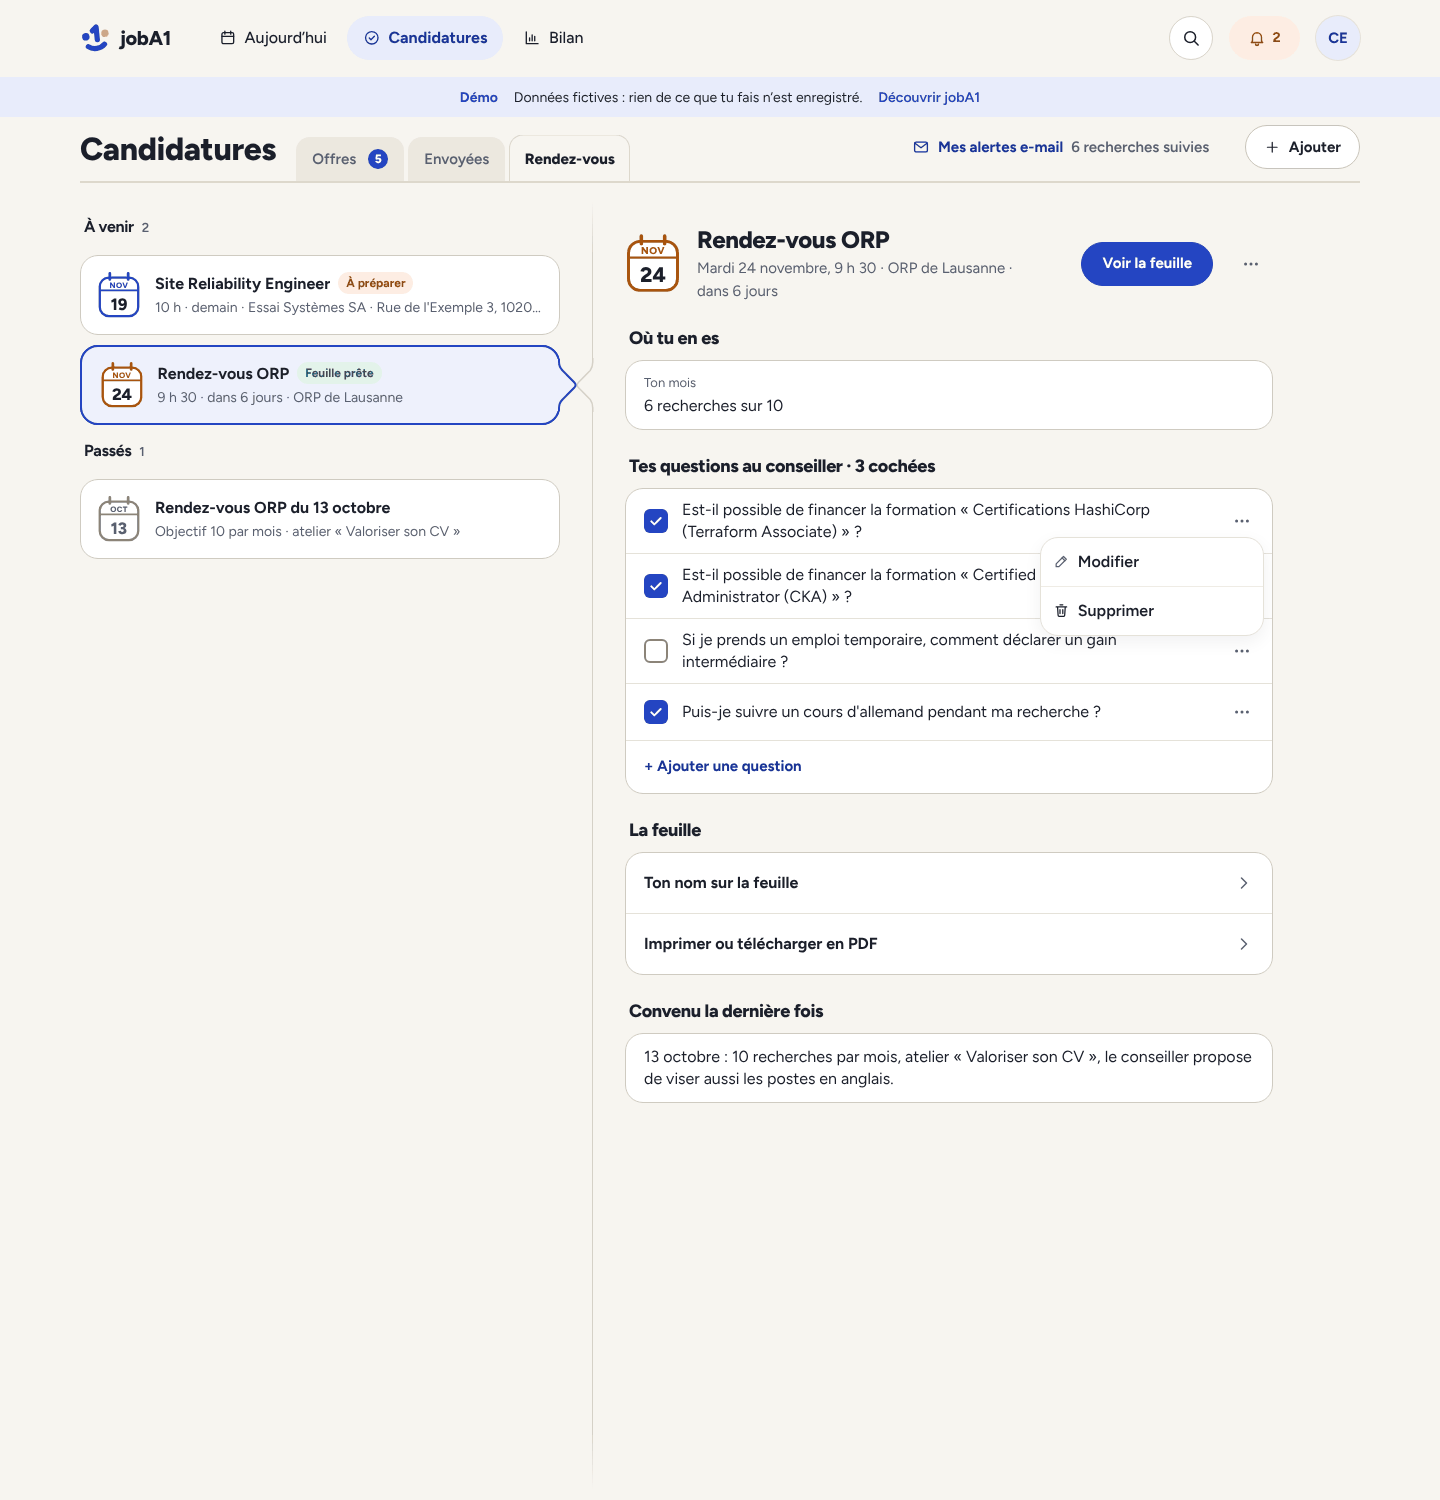 jobA1
Aujourd’hui
Candidatures
Bilan
2
CE
Démo Données fictives : rien de ce que tu fais n’est enregistré. Découvrir jobA1
Candidatures
Offres 5
Envoyées
Rendez-vous
Mes alertes e-mail 6 recherches suivies
Ajouter
À venir 2
NOV
19
Site Reliability Engineer À préparer
10 h · demain · Essai Systèmes SA · Rue de l'Exemple 3, 1020…
NOV
24
Rendez-vous ORP Feuille prête
9 h 30 · dans 6 jours · ORP de Lausanne
Passés 1
OCT
13
Rendez-vous ORP du 13 octobre
Objectif 10 par mois · atelier « Valoriser son CV »
NOV
24
Rendez-vous ORP
Mardi 24 novembre, 9 h 30 · ORP de Lausanne ·
dans 6 jours
Voir la feuille
Où tu en es
Ton mois
6 recherches sur 10
Tes questions au conseiller · 3 cochées
Est-il possible de financer la formation « Certifications HashiCorp
(Terraform Associate) » ?
Est-il possible de financer la formation « Certified
Administrator (CKA) » ?
Modifier
Supprimer
Si je prends un emploi temporaire, comment déclarer un gain
intermédiaire ?
Puis-je suivre un cours d'allemand pendant ma recherche ?
+ Ajouter une question
La feuille
Ton nom sur la feuille
Imprimer ou télécharger en PDF
Convenu la dernière fois
13 octobre : 10 recherches par mois, atelier « Valoriser son CV », le conseiller propose
de viser aussi les postes en anglais.